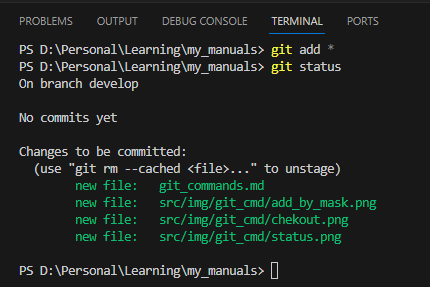 PROBLEMS OUTPUT DEBUG CONSOLE TERMINAL PORTS
PS D:\Personal\Learning\my_manuals> git add *
PS D:\Personal\Learning\my_manuals> git status
On branch develop

No commits yet

Changes to be committed:
  (use "git rm --cached <file>..." to unstage)
        new file:   git_commands.md
        new file:   src/img/git_cmd/add_by_mask.png
        new file:   src/img/git_cmd/chekout.png
        new file:   src/img/git_cmd/status.png

PS D:\Personal\Learning\my_manuals>